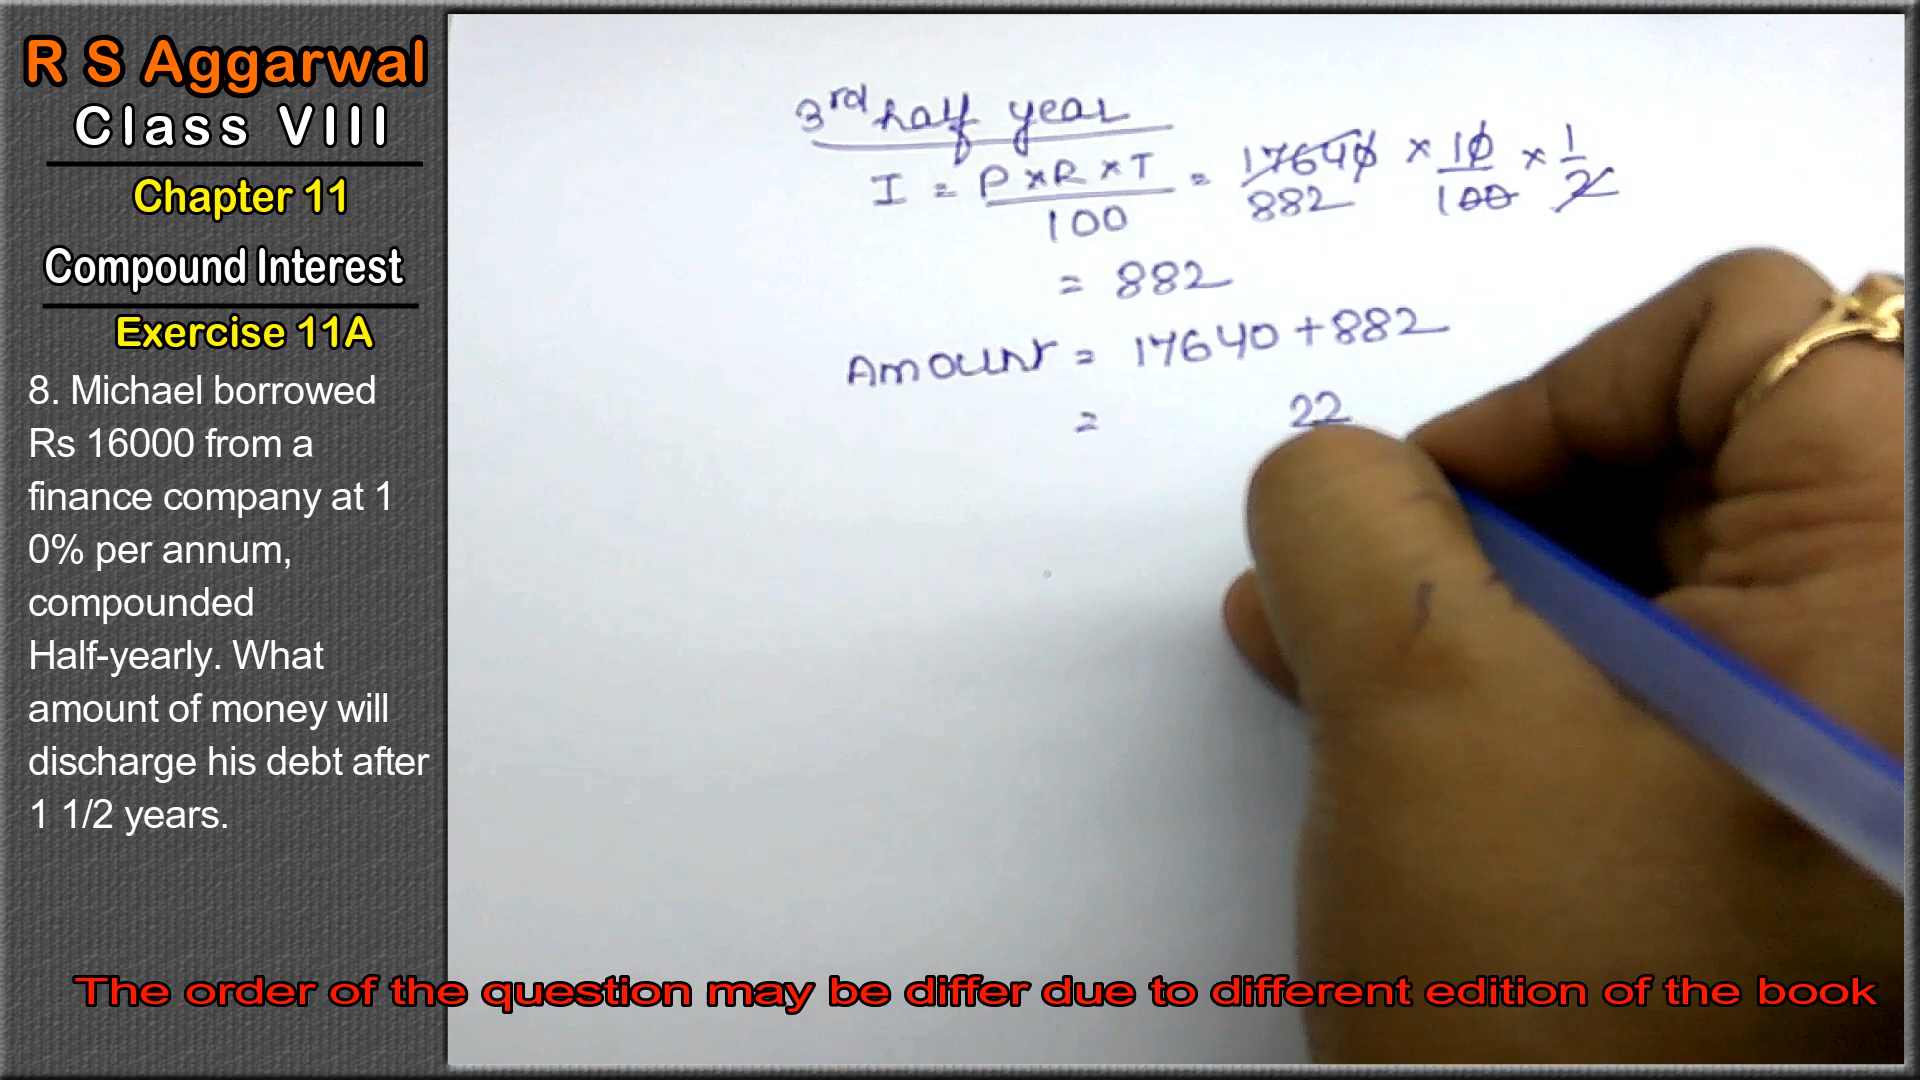 R S Aggarwal
Class VIII
Chapter 11
Compound Interest
Exercise 11A
8. Michael borrowed
Rs 16000 from a
finance company at 1
0% per annum,
compounded
Half-yearly. What
amount of money will
discharge his debt after
1 1/2 years.
3rd half year
I = P × R × T / 100 = 17640 × 10/100 × 1/2
882
= 882
Amount = 17640 + 882
= 22
The order of the question may be differ due to different edition of the book